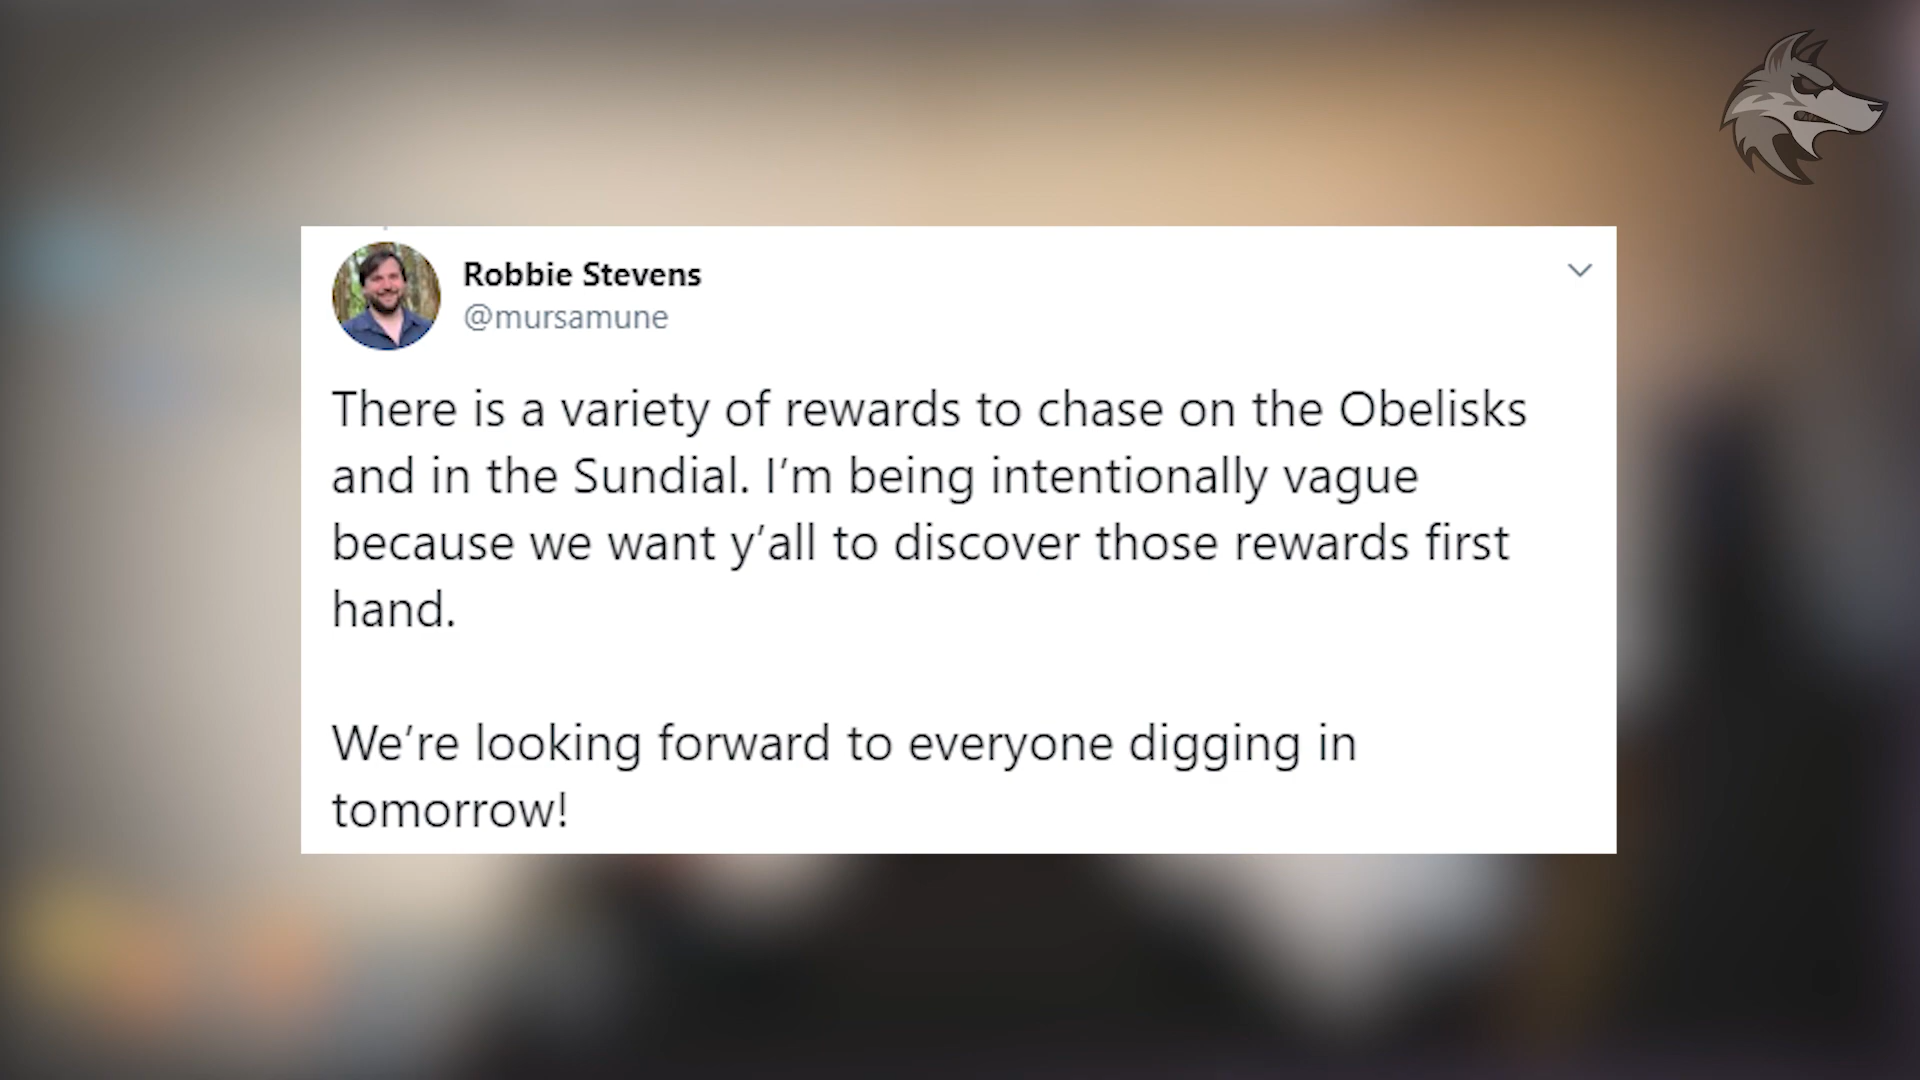 Robbie Stevens
@mursamune
There is a variety of rewards to chase on the Obelisks
and in the Sundial. I’m being intentionally vague
because we want y’all to discover those rewards first
hand.
We’re looking forward to everyone digging in
tomorrow!